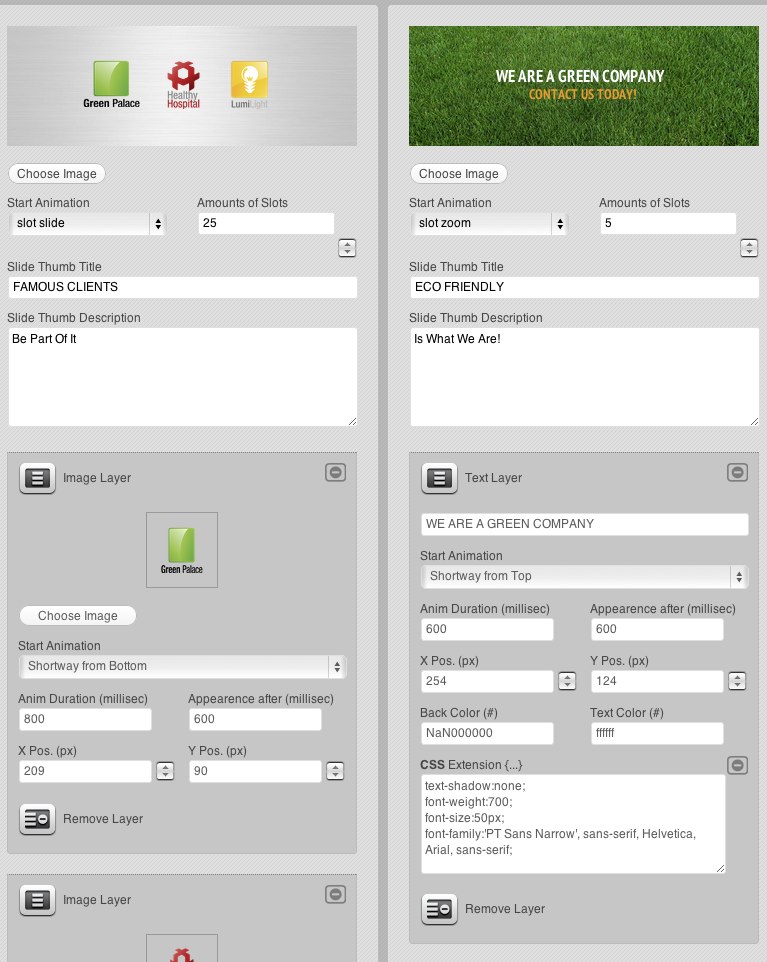 Green Palace
Healthy
Hospital
LumiLight
Choose Image
Start Animation
Amounts of Slots
slot slide
25
Slide Thumb Title
FAMOUS CLIENTS
Slide Thumb Description
Be Part Of It
Image Layer
Green Palace
Choose Image
Start Animation
Shortway from Bottom
Anim Duration (millisec)
Appearence after (millisec)
800
600
X Pos. (px)
Y Pos. (px)
209
90
Remove Layer
Image Layer
WE ARE A GREEN COMPANY
CONTACT US TODAY!
Choose Image
Start Animation
Amounts of Slots
slot zoom
5
Slide Thumb Title
ECO FRIENDLY
Slide Thumb Description
Is What We Are!
Text Layer
WE ARE A GREEN COMPANY
Start Animation
Shortway from Top
Anim Duration (millisec)
Appearence after (millisec)
600
600
X Pos. (px)
Y Pos. (px)
254
124
Back Color (#)
Text Color (#)
NaN000000
ffffff
CSS Extension {...}
text-shadow:none;
font-weight:700;
font-size:50px;
font-family:'PT Sans Narrow', sans-serif, Helvetica,
Arial, sans-serif;
Remove Layer